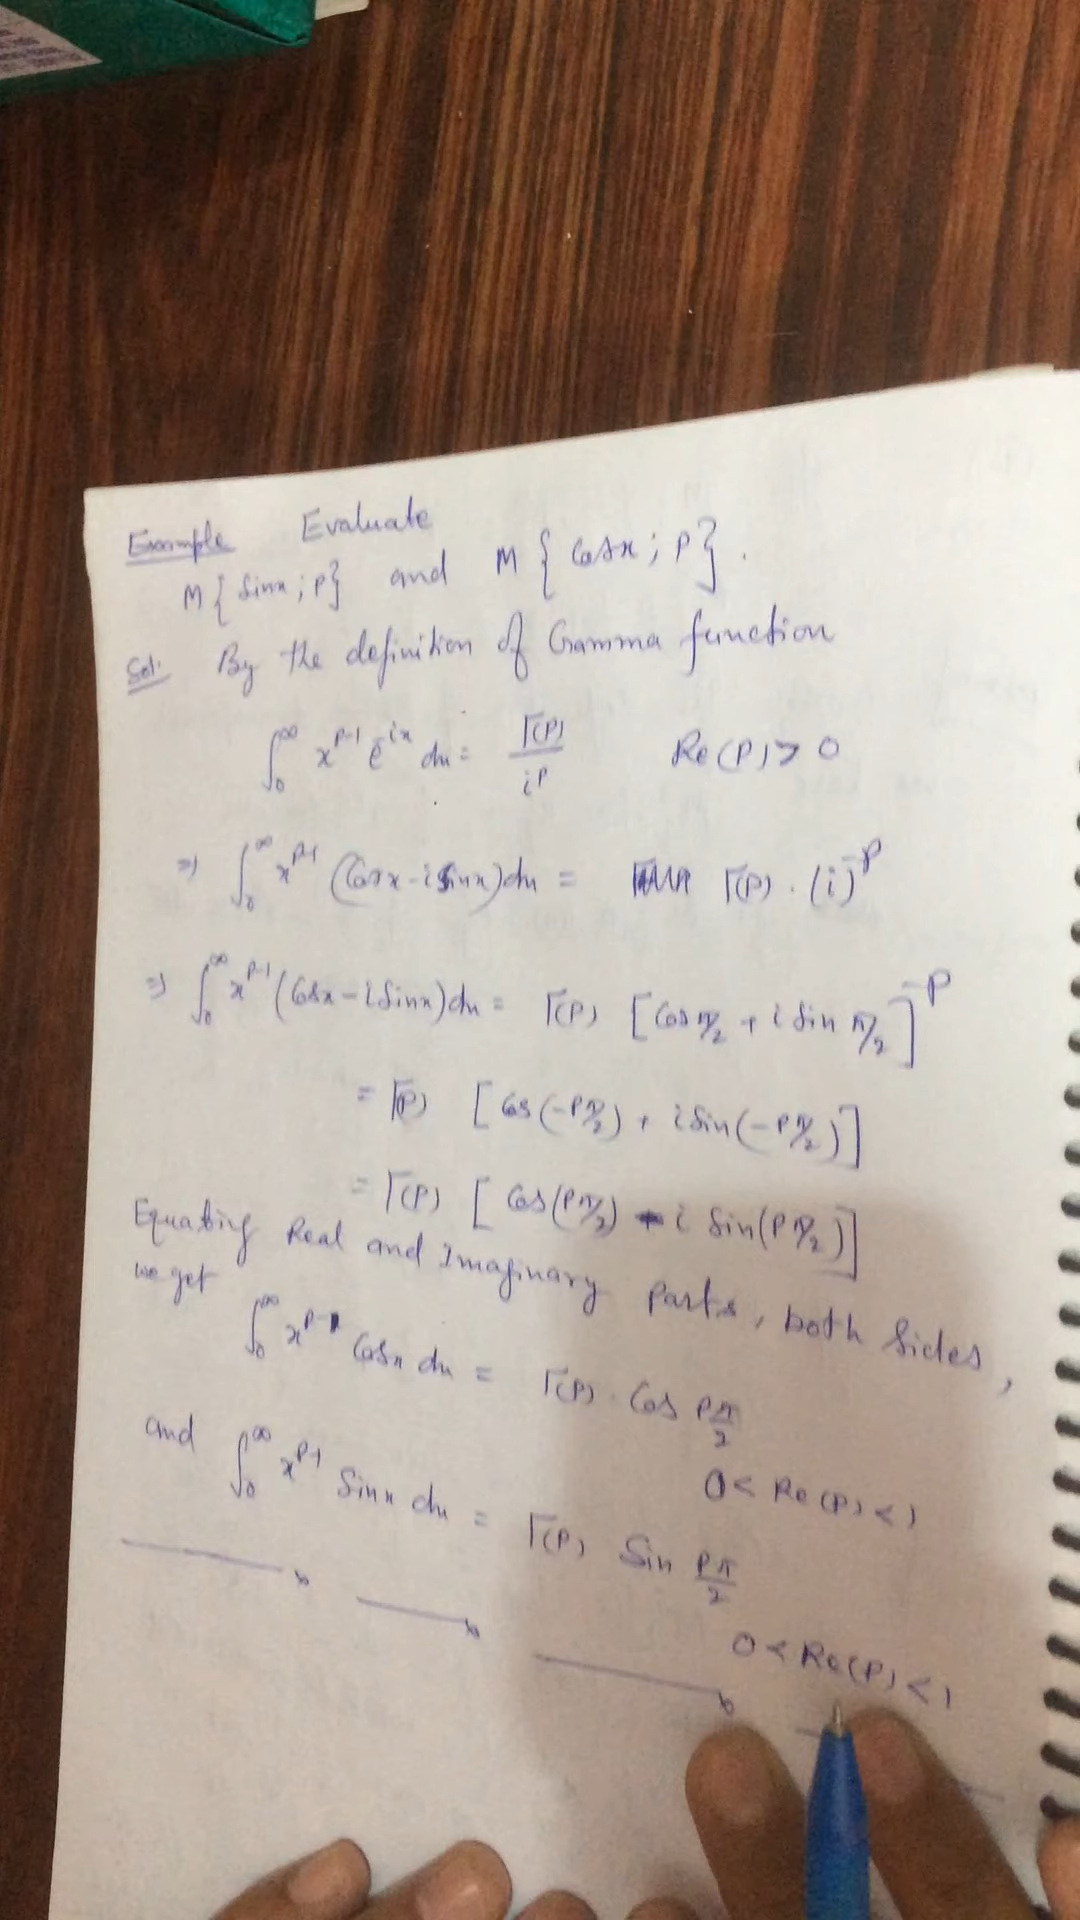 Example Evaluate
M{Sinx; P} and M{Cosx; P}.
Sol. By the definition of Gamma function
∫₀^∞ x^{P-1} e^{-ix} dx = Γ(P)/i^P Re(P) > 0
⇒ ∫₀^∞ x^{P-1} (Cosx - i Sinx) dx = Γ(P) . (i)^{-P}
⇒ ∫₀^∞ x^{P-1} (Cosx - i Sinx) dx = Γ(P) [Cos π/2 + i Sin π/2]^{-P}
= Γ(P) [Cos(-Pπ/2) + i Sin(-Pπ/2)]
= Γ(P) [Cos(Pπ/2) - i Sin(Pπ/2)]
Equating Real and Imaginary Parts, both Sides,
we get
∫₀^∞ x^{P-1} Cosx dx = Γ(P) . Cos Pπ/2
0 < Re(P) < 1
and ∫₀^∞ x^{P-1} Sinx dx = Γ(P) Sin Pπ/2
0 < Re(P) < 1